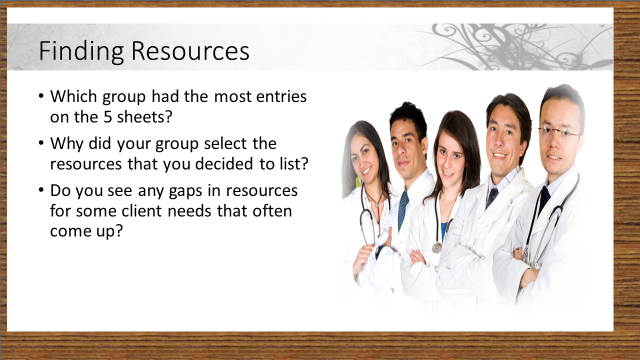 Finding Resources
• Which group had the most entries
on the 5 sheets?
• Why did your group select the
resources that you decided to list?
• Do you see any gaps in resources
for some client needs that often
come up?